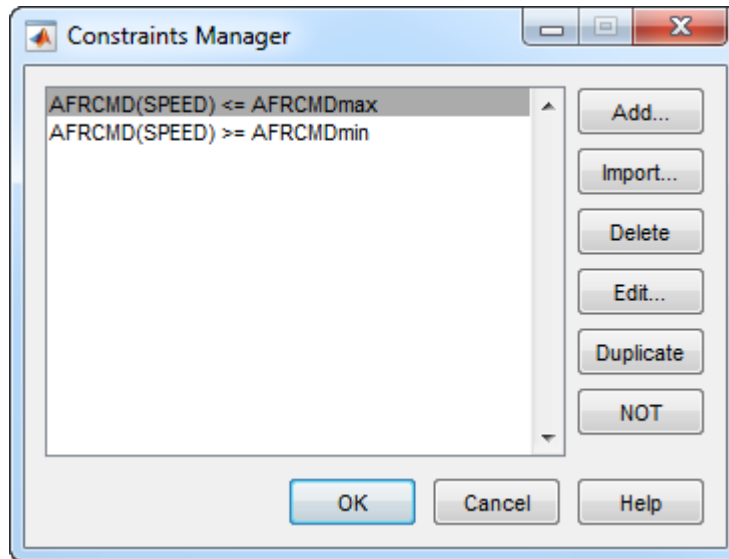 Constraints Manager
AFRCMD(SPEED) <= AFRCMDmax
AFRCMD(SPEED) >= AFRCMDmin
Add...
Import...
Delete
Edit...
Duplicate
NOT
OK
Cancel
Help